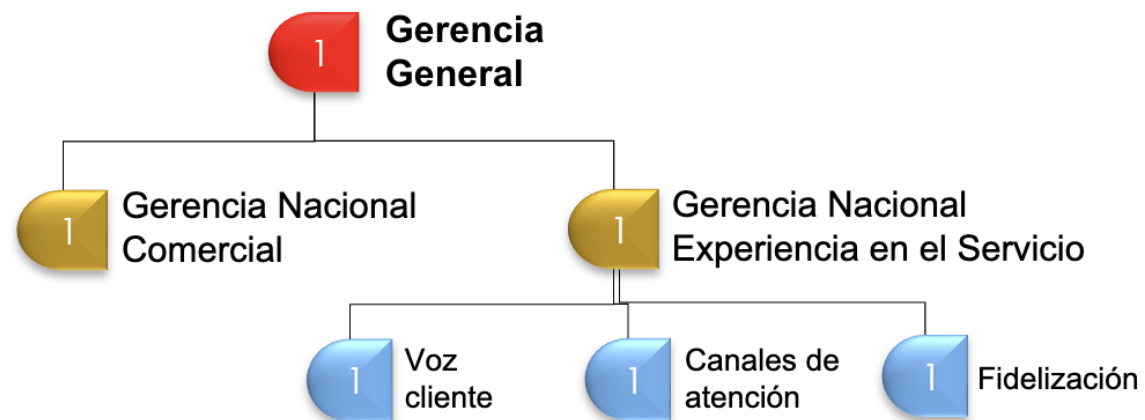 1
Gerencia
General
1
Gerencia Nacional
Comercial
1
Gerencia Nacional
Experiencia en el Servicio
1
Voz
cliente
1
Canales de
atención
1
Fidelización